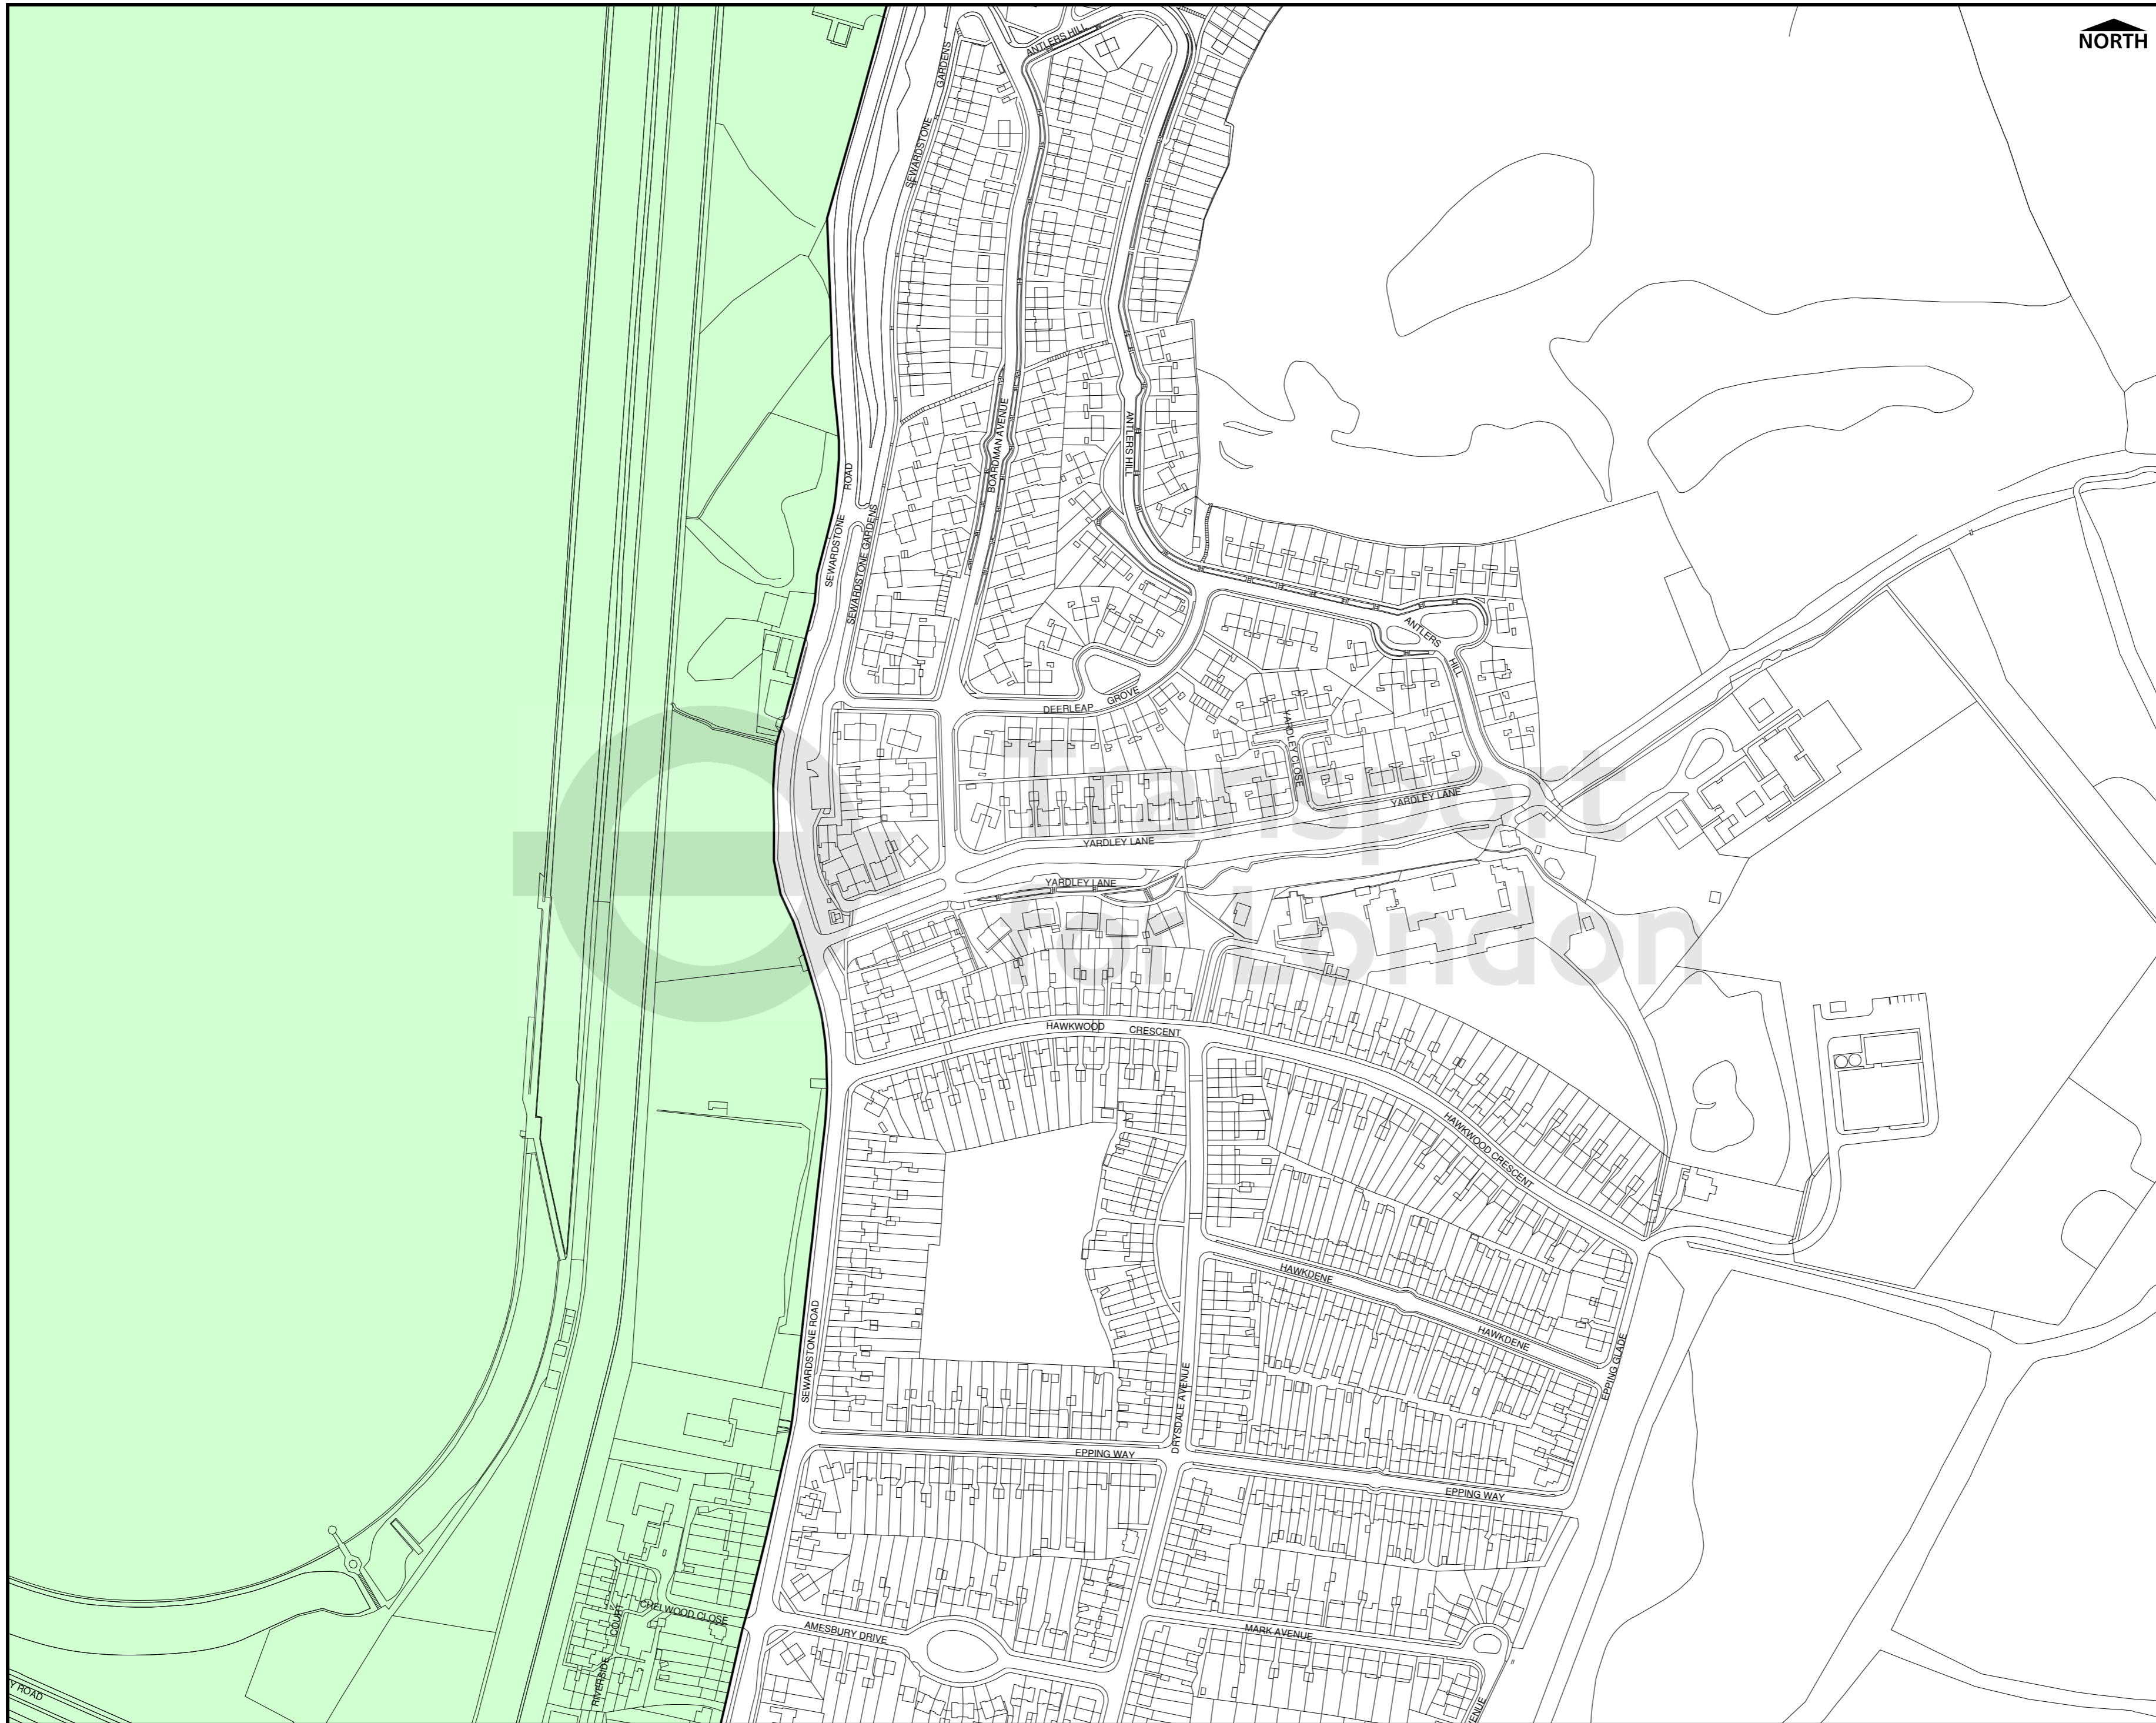 NORTH
ANTLERS HILL
GARDENS
SEWARDSTONE
BOARDMAN AVENUE
ANTLERS HILL
ROAD
SEWARDSTONE
SEWARDSTONE GARDENS
ANTLERS
HILL
DEERLEAP GROVE
YARDLEY CLOSE
YARDLEY LANE
YARDLEY LANE
YARDLEY LANE
Transport
for London
HAWKWOOD CRESCENT
HAWKWOOD CRESCENT
HAWKDENE
HAWKDENE
SEWARDSTONE ROAD
DRYSDALE AVENUE
EPPING GLADE
EPPING WAY
EPPING WAY
CHELWOOD CLOSE
COURT
RIVERSIDE
AMESBURY DRIVE
MARK AVENUE
Y ROAD
ENUE